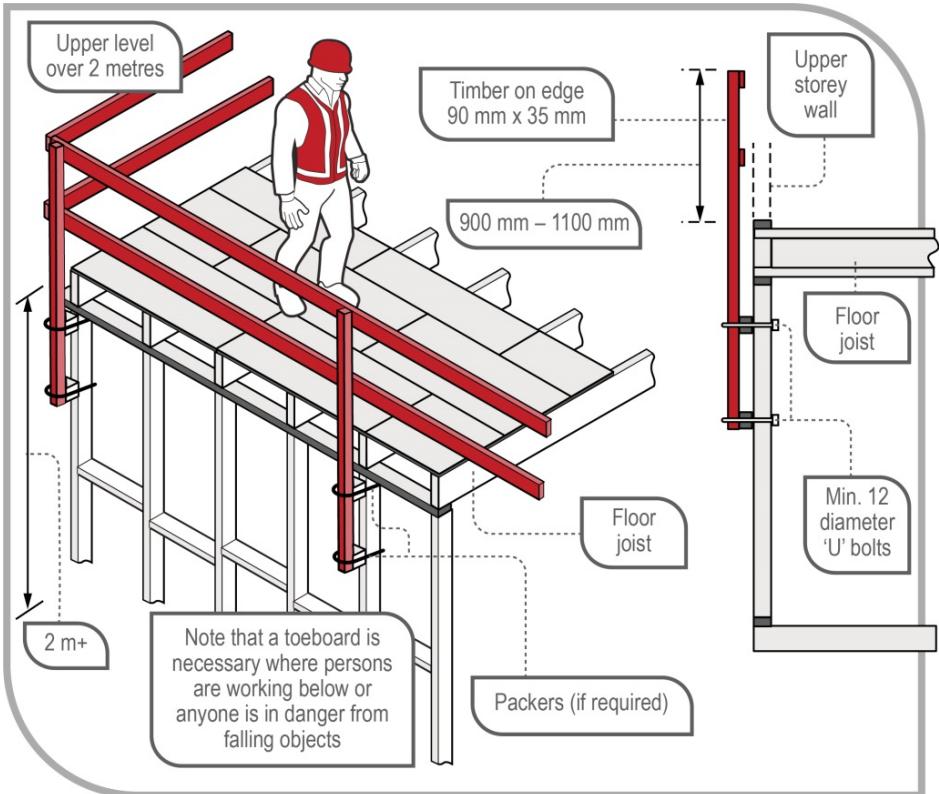 Upper level
over 2 metres
Timber on edge
90 mm x 35 mm
Upper
storey
wall
900 mm – 1100 mm
Floor
joist
Min. 12
diameter
‘U’ bolts
Floor
joist
2 m+
Note that a toeboard is
necessary where persons
are working below or
anyone is in danger from
falling objects
Packers (if required)